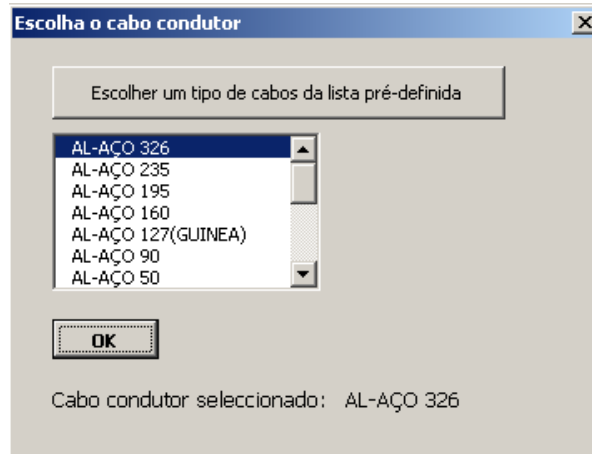 Escolha o cabo condutor
Escolher um tipo de cabos da lista pré-definida
AL-AÇO 326
AL-AÇO 235
AL-AÇO 195
AL-AÇO 160
AL-AÇO 127(GUINEA)
AL-AÇO 90
AL-AÇO 50
OK
Cabo condutor seleccionado: AL-AÇO 326